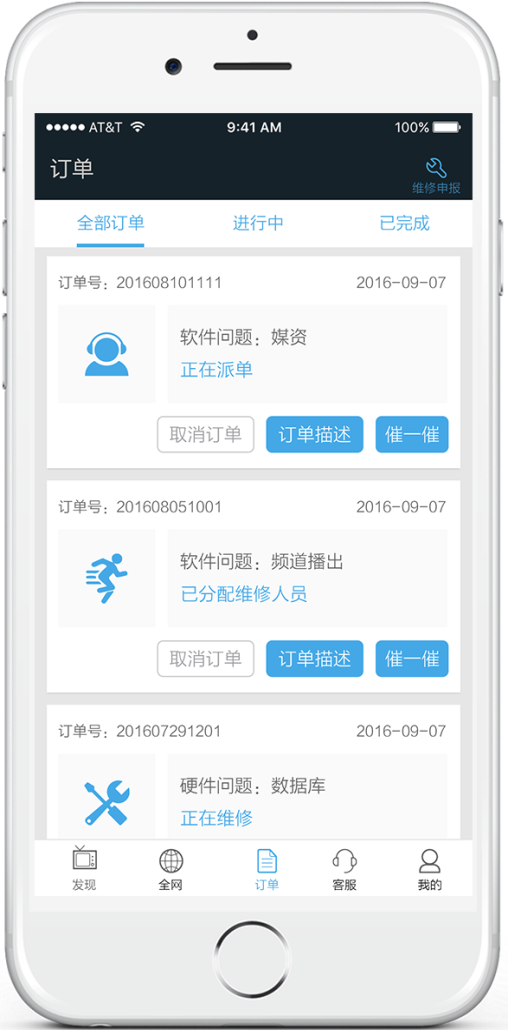 AT&T 9:41 AM 100%
订单
维修申报
全部订单 进行中 已完成
订单号：201608101111 2016-09-07
软件问题：媒资
正在派单
取消订单 订单描述 催一催
订单号：201608051001 2016-09-07
软件问题：频道播出
已分配维修人员
取消订单 订单描述 催一催
订单号：201607291201 2016-09-07
硬件问题：数据库
正在维修
发现 全网 订单 客服 我的